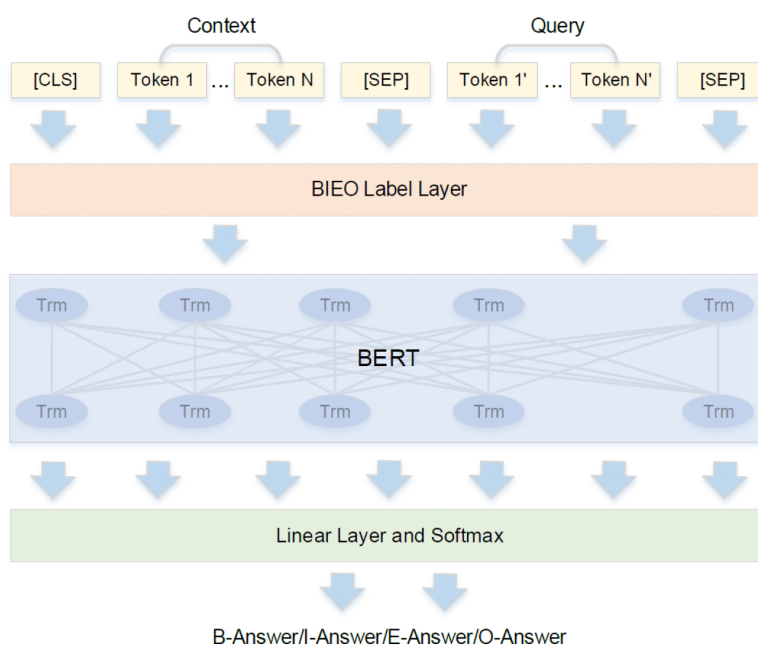 Context Query
[CLS] Token 1 ... Token N [SEP] Token 1' ... Token N' [SEP]
BIEO Label Layer
Trm Trm Trm Trm Trm
BERT
Trm Trm Trm Trm Trm
Linear Layer and Softmax
B-Answer/I-Answer/E-Answer/O-Answer